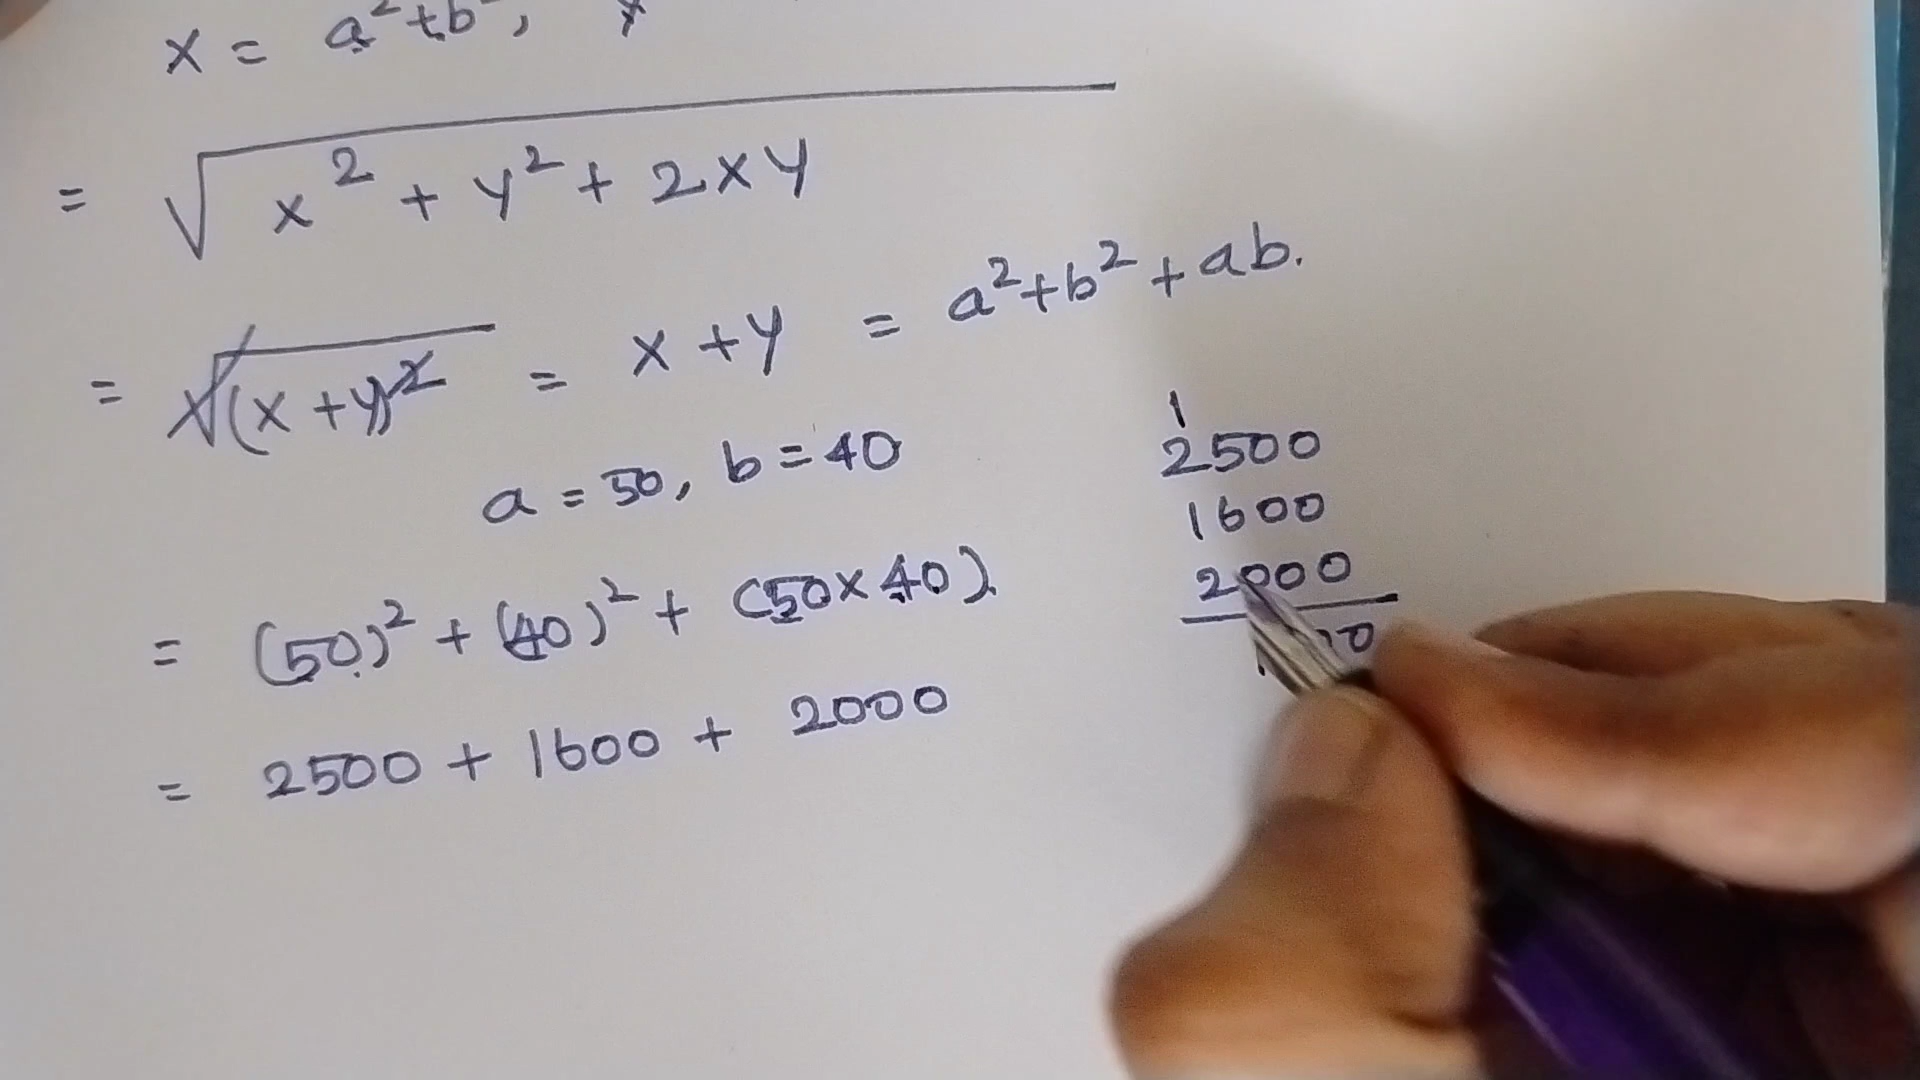 x = a²+b²,
= √x² + y² + 2xy
= √(x+y)² = x + y = a²+b² + ab.
a = 50, b = 40
= (50)² + (40)² + (50×40)
= 2500 + 1600 + 2000
1
2500
1600
2000
00